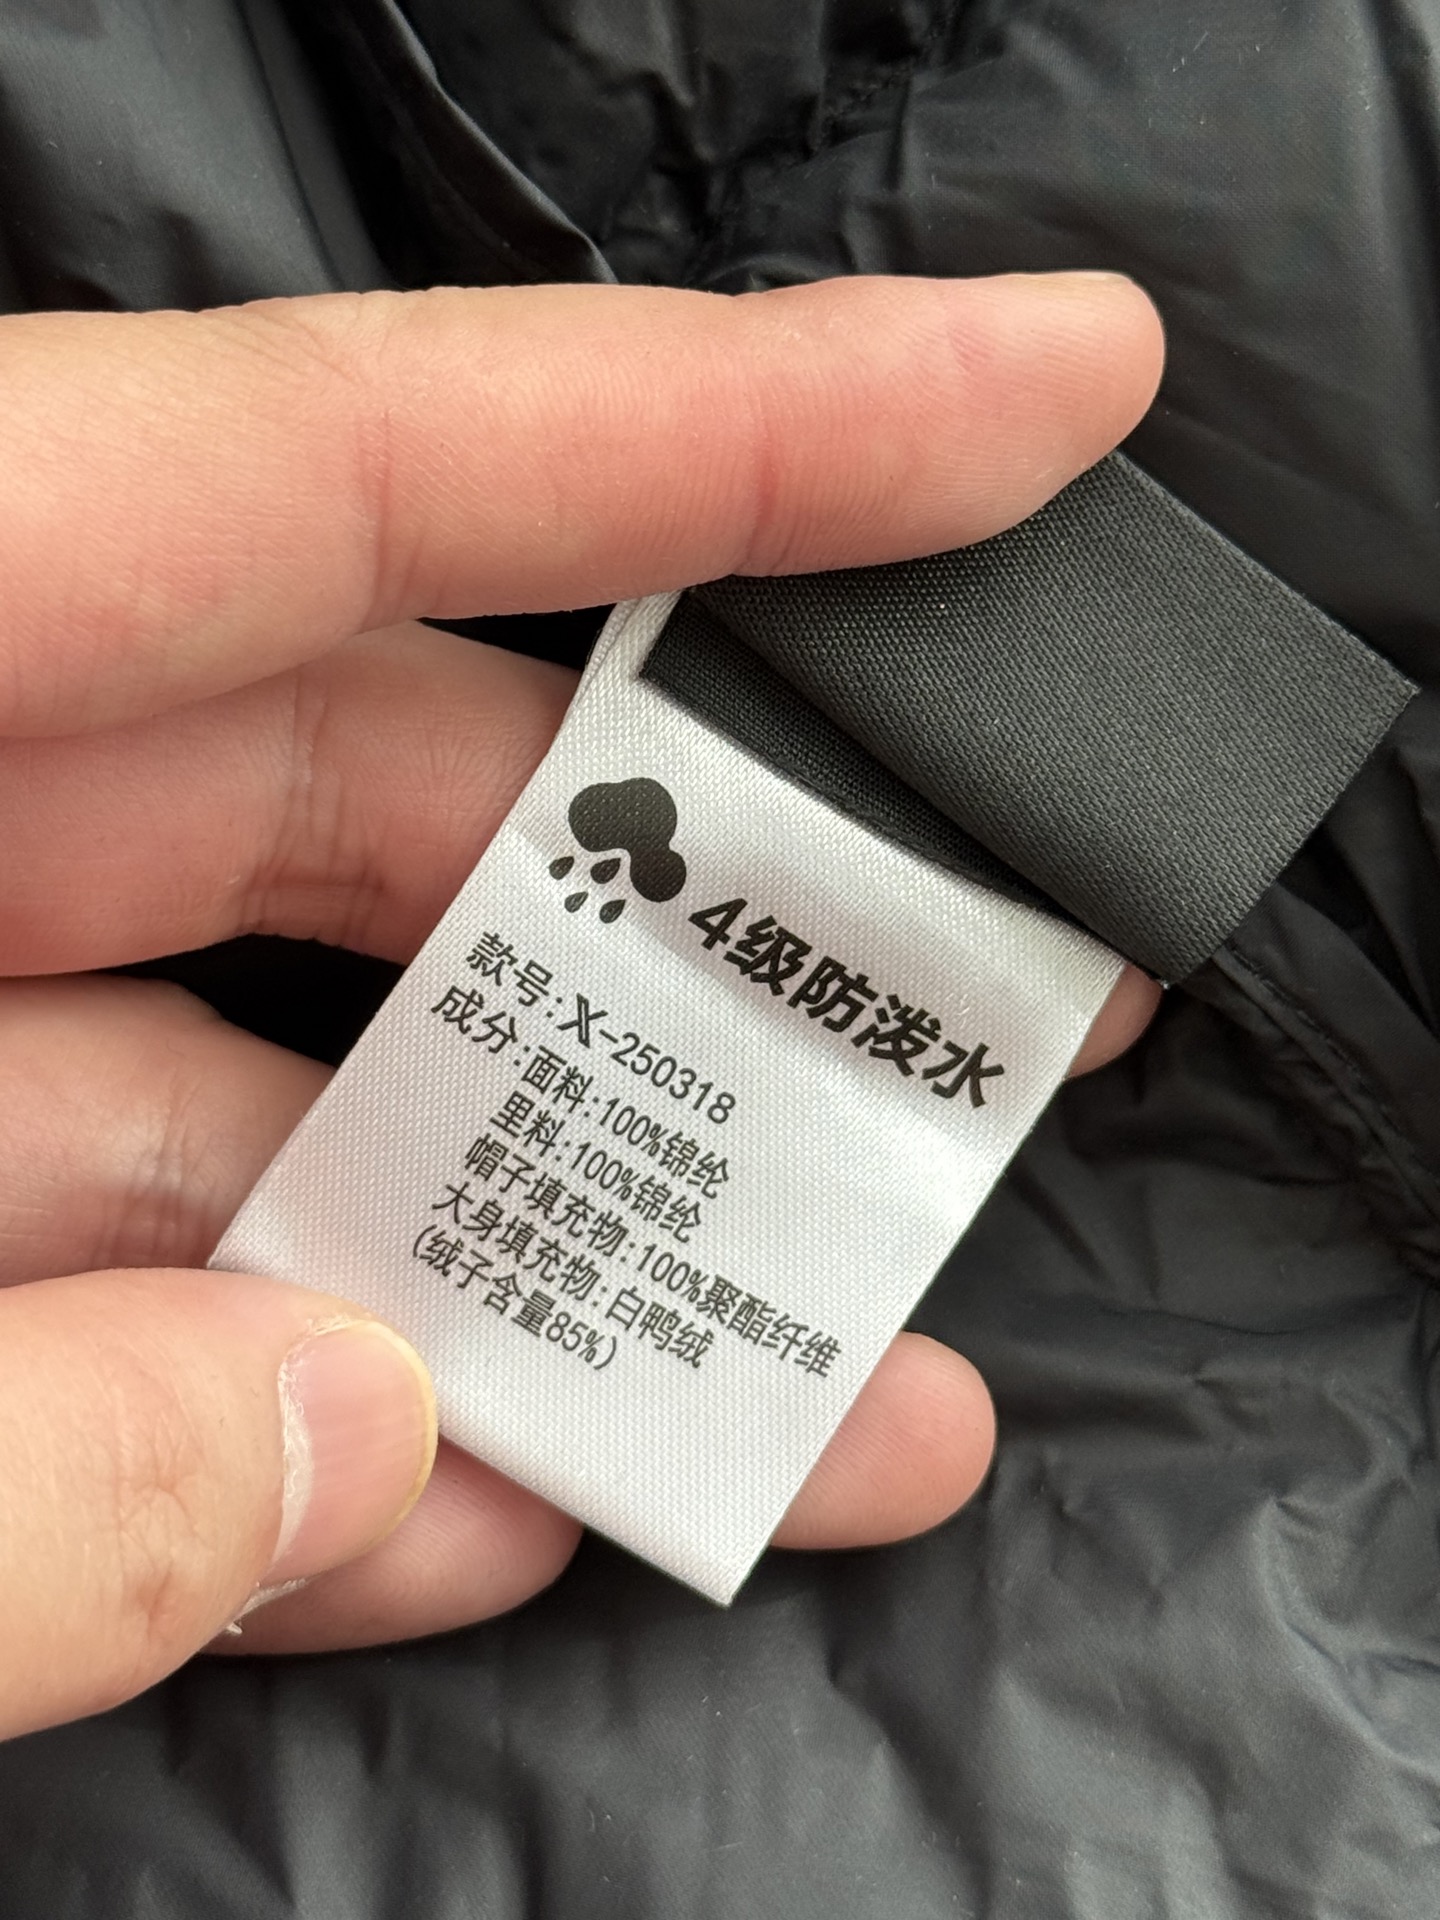 4级防泼水
款号:X-250318
成分:面料:100%锦纶
里料:100%锦纶
帽子填充物:100%聚酯纤维
大身填充物:白鸭绒
(绒子含量85%)